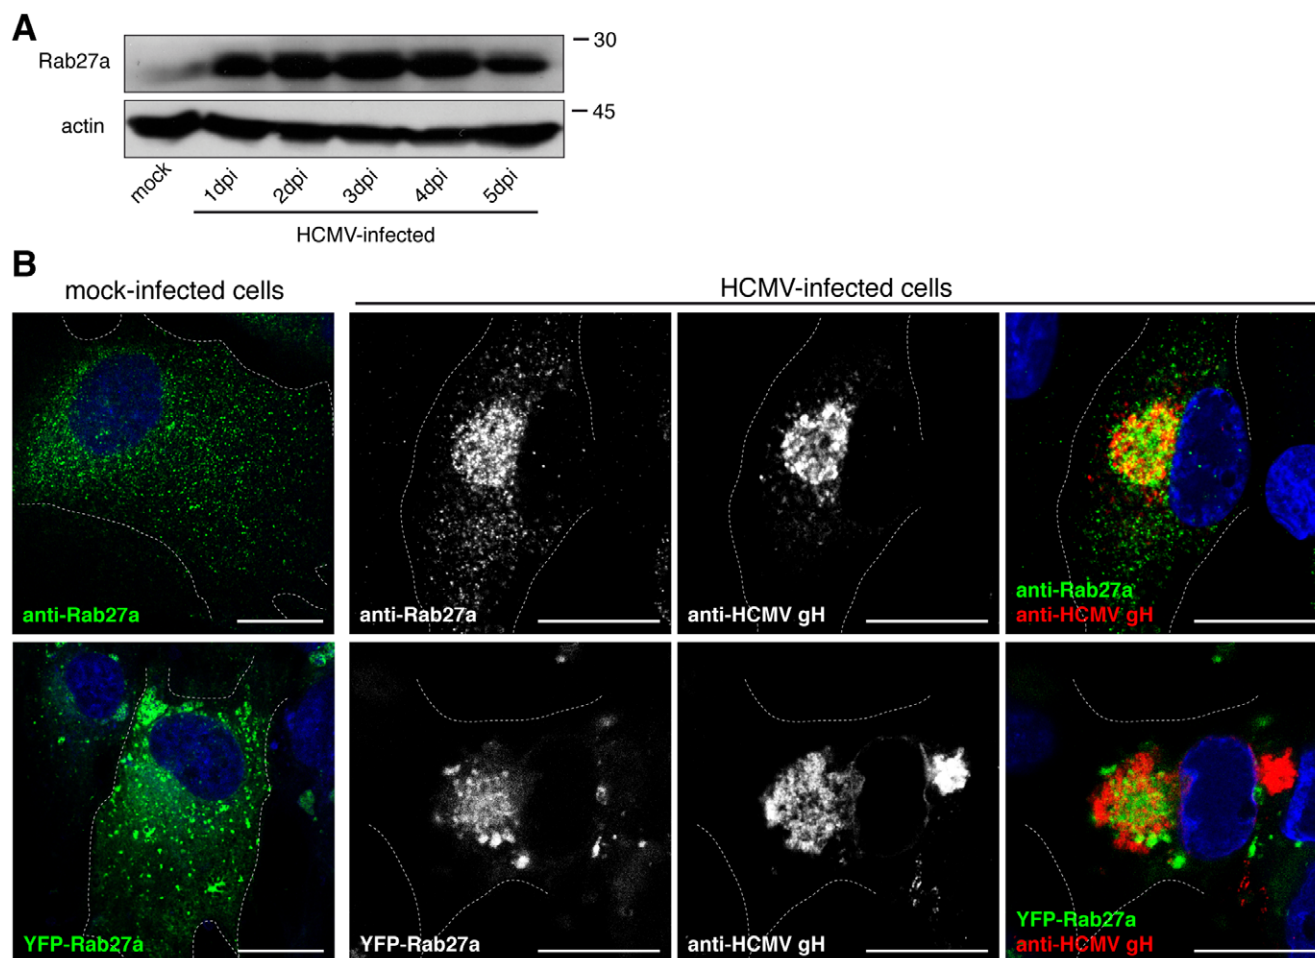 A
Rab27a
30
actin
45
mock
1dpi
2dpi
3dpi
4dpi
5dpi
HCMV-infected
B
mock-infected cells
HCMV-infected cells
anti-Rab27a
anti-Rab27a
anti-HCMV gH
anti-Rab27a
anti-HCMV gH
YFP-Rab27a
YFP-Rab27a
anti-HCMV gH
YFP-Rab27a
anti-HCMV gH